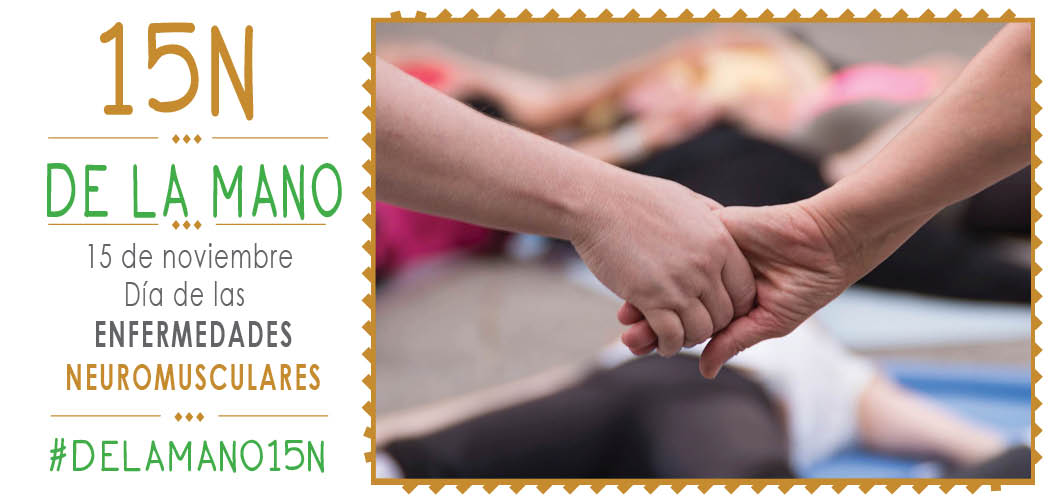 15N
DE LA MANO
15 de noviembre
Día de las
ENFERMEDADES
NEUROMUSCULARES
#DELAMANO15N